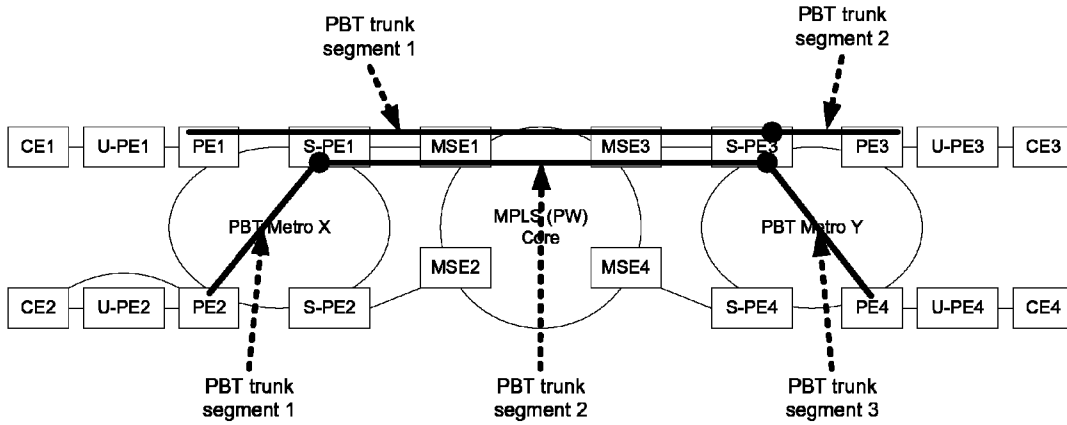 PBT trunk
segment 1
PBT trunk
segment 2
CE1 U-PE1 PE1 S-PE1 MSE1 MSE3 S-PE3 PE3 U-PE3 CE3
PBT Metro X
MPLS (PW)
Core
PBT Metro Y
MSE2 MSE4
CE2 U-PE2 PE2 S-PE2 S-PE4 PE4 U-PE4 CE4
PBT trunk
segment 1
PBT trunk
segment 2
PBT trunk
segment 3